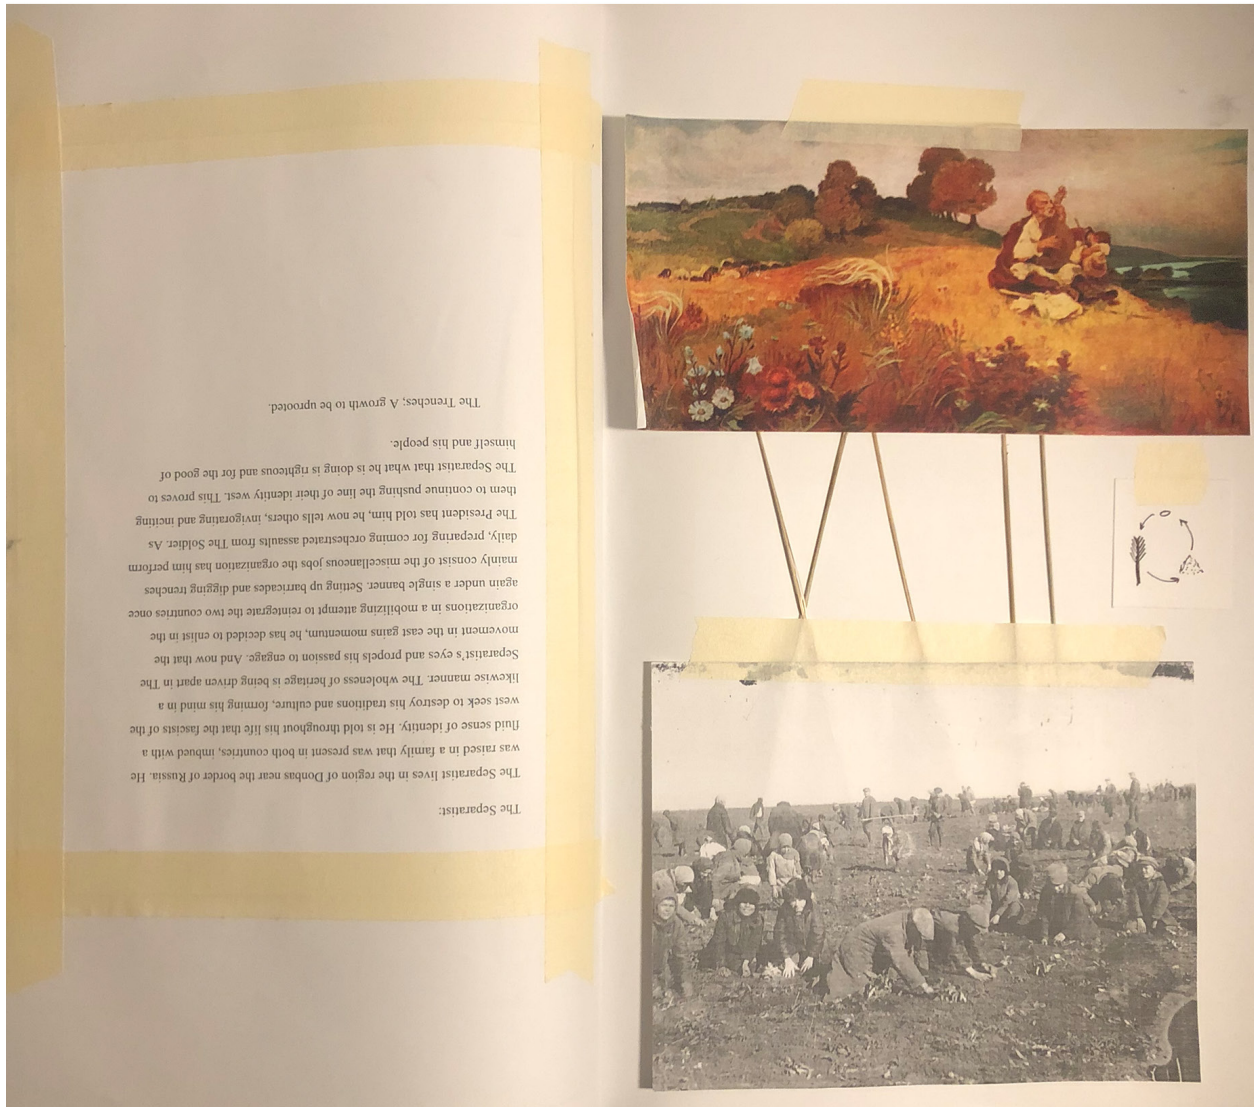 The Separatist:
The Separatist lives in the region of Donbas near the border of Russia. He
was raised in a family that was present in both countries, imbued with a
fluid sense of identity. He is told throughout his life that the fascists of the
west seek to destroy his traditions and culture, forming his mind in a
likewise manner. The wholeness of heritage is being driven apart in The
Separatist's eyes and propels his passion to engage. And now that the
movement in the east gains momentum, he has decided to enlist in the
organizations in a mobilizing attempt to reintegrate the two countries once
again under a single banner. Setting up barricades and digging trenches
mainly consist of the miscellaneous jobs the organization has him perform
daily, preparing for coming orchestrated assaults from The Soldier. As
The President has told him, he now tells others, invigorating and inciting
them to continue pushing the line of their identity west. This proves to
The Separatist that what he is doing is righteous and for the good of
himself and his people.
The Trenches; A growth to be uprooted.